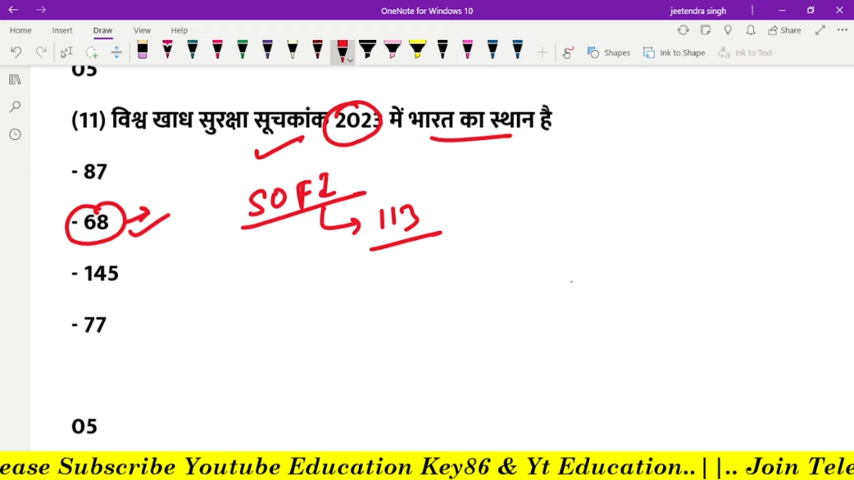 OneNote for Windows 10
jeetendra singh
Home Insert Draw View Help
Share
Shapes Ink to Shape Ink to Text
05
(11) विश्व खाध सुरक्षा सूचकांक 2023 में भारत का स्थान है
- 87
SOFI
- 68
113
- 145
- 77
05
ease Subscribe Youtube Education Key86 & Yt Education..||.. Join Tele